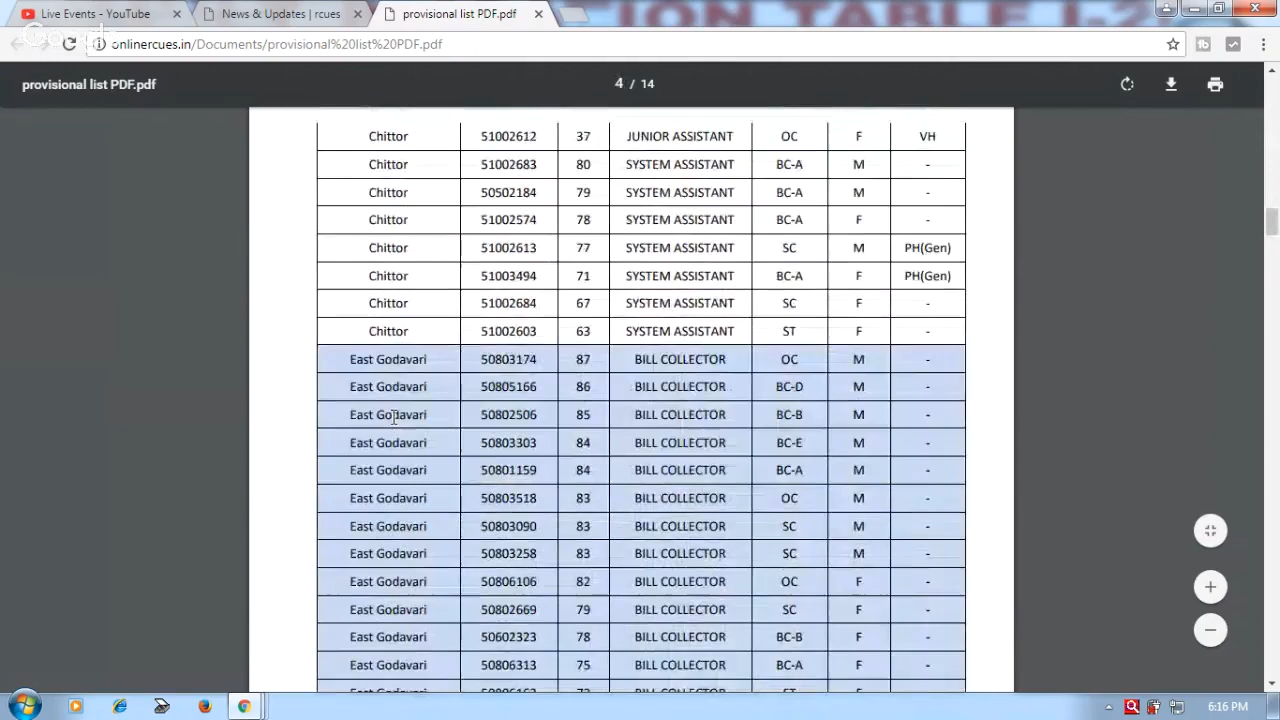 TION TABLE I-2
Live Events - YouTube
News & Updates | rcues
provisional list PDF.pdf
onlinercues.in/Documents/provisional%20list%20PDF.pdf
provisional list PDF.pdf
4 / 14
Chittor 51002612 37 JUNIOR ASSISTANT OC F VH
Chittor 51002683 80 SYSTEM ASSISTANT BC-A M -
Chittor 50502184 79 SYSTEM ASSISTANT BC-A M -
Chittor 51002574 78 SYSTEM ASSISTANT BC-A F -
Chittor 51002613 77 SYSTEM ASSISTANT SC M PH(Gen)
Chittor 51003494 71 SYSTEM ASSISTANT BC-A F PH(Gen)
Chittor 51002684 67 SYSTEM ASSISTANT SC F -
Chittor 51002603 63 SYSTEM ASSISTANT ST F -
East Godavari 50803174 87 BILL COLLECTOR OC M -
East Godavari 50805166 86 BILL COLLECTOR BC-D M -
East Godavari 50802506 85 BILL COLLECTOR BC-B M -
East Godavari 50803303 84 BILL COLLECTOR BC-E M -
East Godavari 50801159 84 BILL COLLECTOR BC-A M -
East Godavari 50803518 83 BILL COLLECTOR OC M -
East Godavari 50803090 83 BILL COLLECTOR SC M -
East Godavari 50803258 83 BILL COLLECTOR SC M -
East Godavari 50806106 82 BILL COLLECTOR OC F -
East Godavari 50802669 79 BILL COLLECTOR SC F -
East Godavari 50602323 78 BILL COLLECTOR BC-B F -
East Godavari 50806313 75 BILL COLLECTOR BC-A F -
6:16 PM